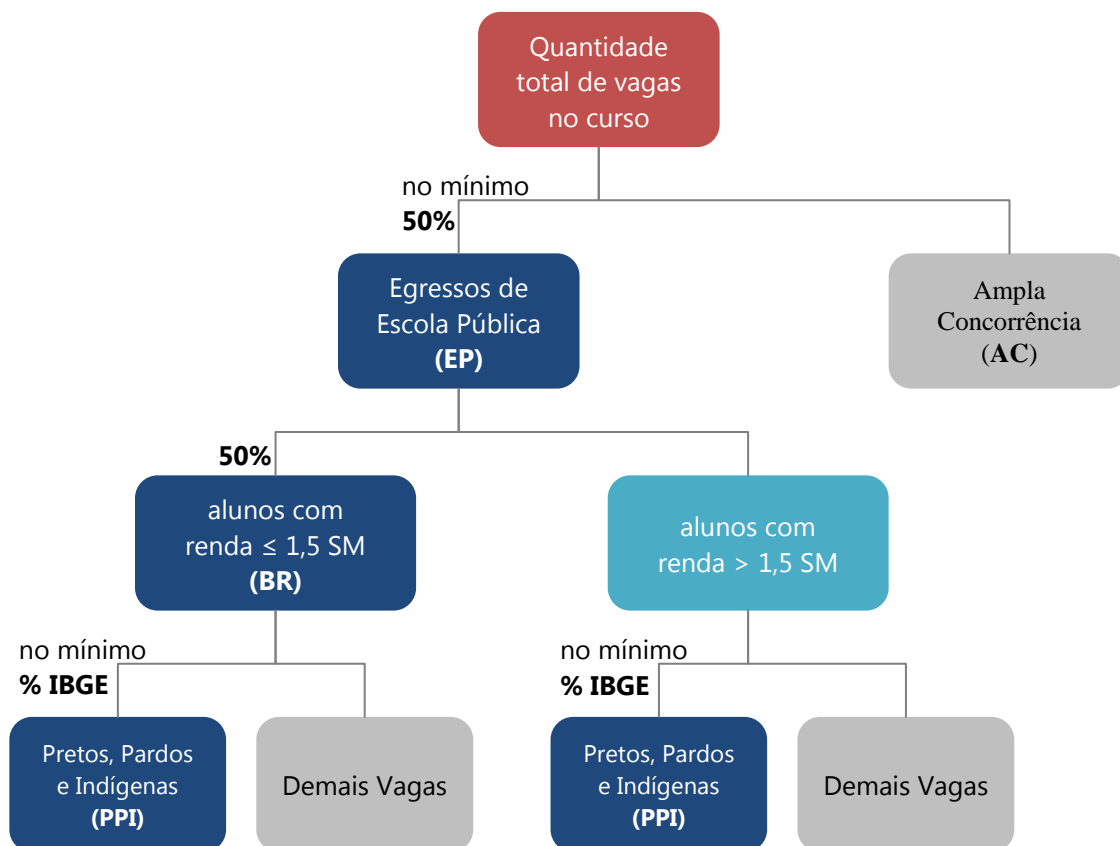 Quantidade
total de vagas
no curso
no mínimo
50%
Egressos de
Escola Pública
(EP)
Ampla
Concorrência
(AC)
50%
alunos com
renda ≤ 1,5 SM
(BR)
alunos com
renda > 1,5 SM
no mínimo
% IBGE
Pretos, Pardos
e Indígenas
(PPI)
Demais Vagas
no mínimo
% IBGE
Pretos, Pardos
e Indígenas
(PPI)
Demais Vagas